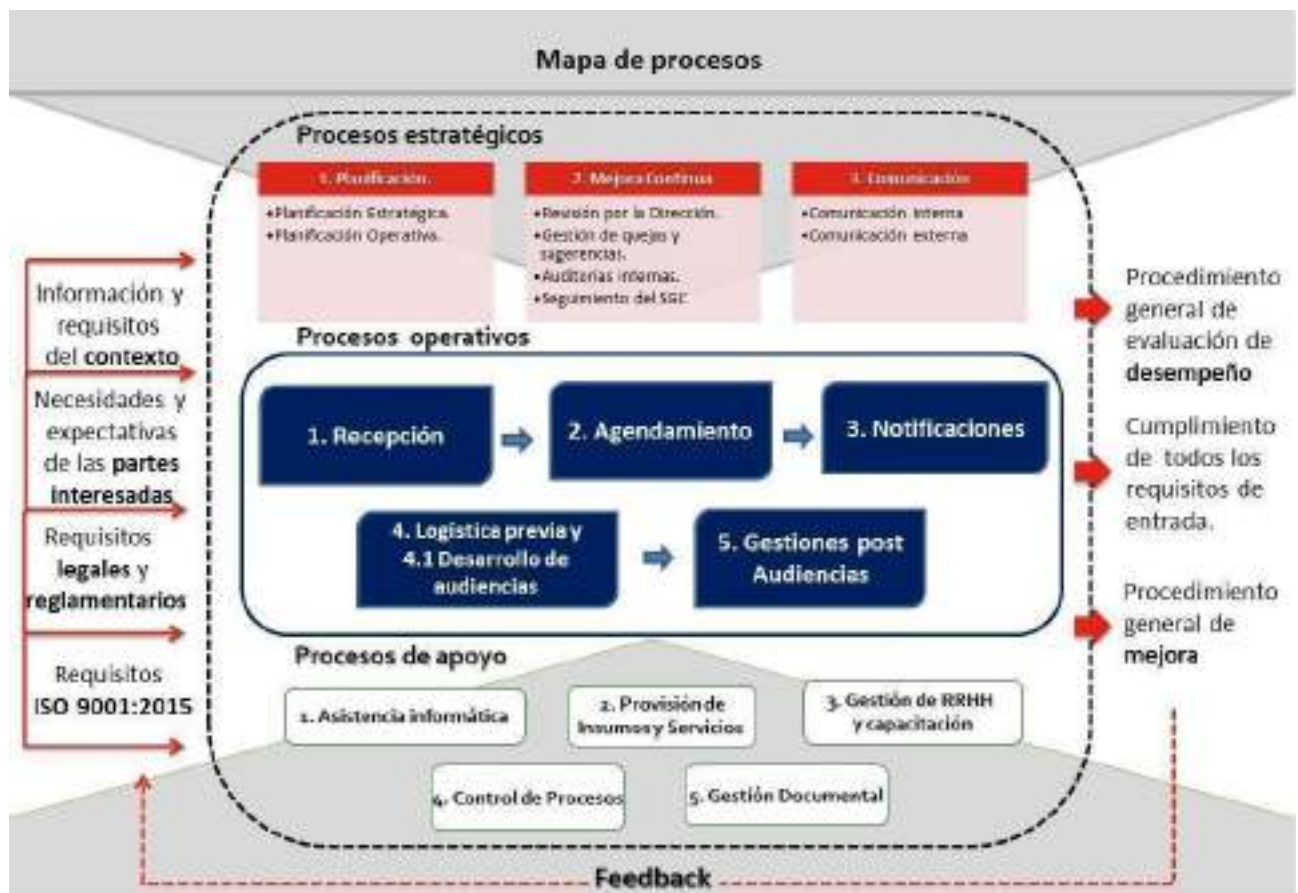 Mapa de procesos
Procesos estratégicos
1. Planificación.
•Planificación Estratégica.
•Planificación Operativa.
2. Mejora Continua
•Revisión por la Dirección.
•Gestión de quejas y
sugerencias.
•Auditorías internas.
•Seguimiento del SGC
3. Comunicación
•Comunicación interna
•Comunicación externa
Información y
requisitos
del contexto
Necesidades y
expectativas
de las partes
interesadas
Requisitos
legales y
reglamentarios
Requisitos
ISO 9001:2015
Procesos operativos
1. Recepción
2. Agendamiento
3. Notificaciones
4. Logística previa y
4.1 Desarrollo de
audiencias
5. Gestiones post
Audiencias
Procesos de apoyo
1. Asistencia informática
2. Provisión de
Insumos y Servicios
3. Gestión de RRHH
y capacitación
4. Control de Procesos
5. Gestión Documental
Procedimiento
general de
evaluación de
desempeño
Cumplimiento
de todos los
requisitos de
entrada.
Procedimiento
general de
mejora
Feedback